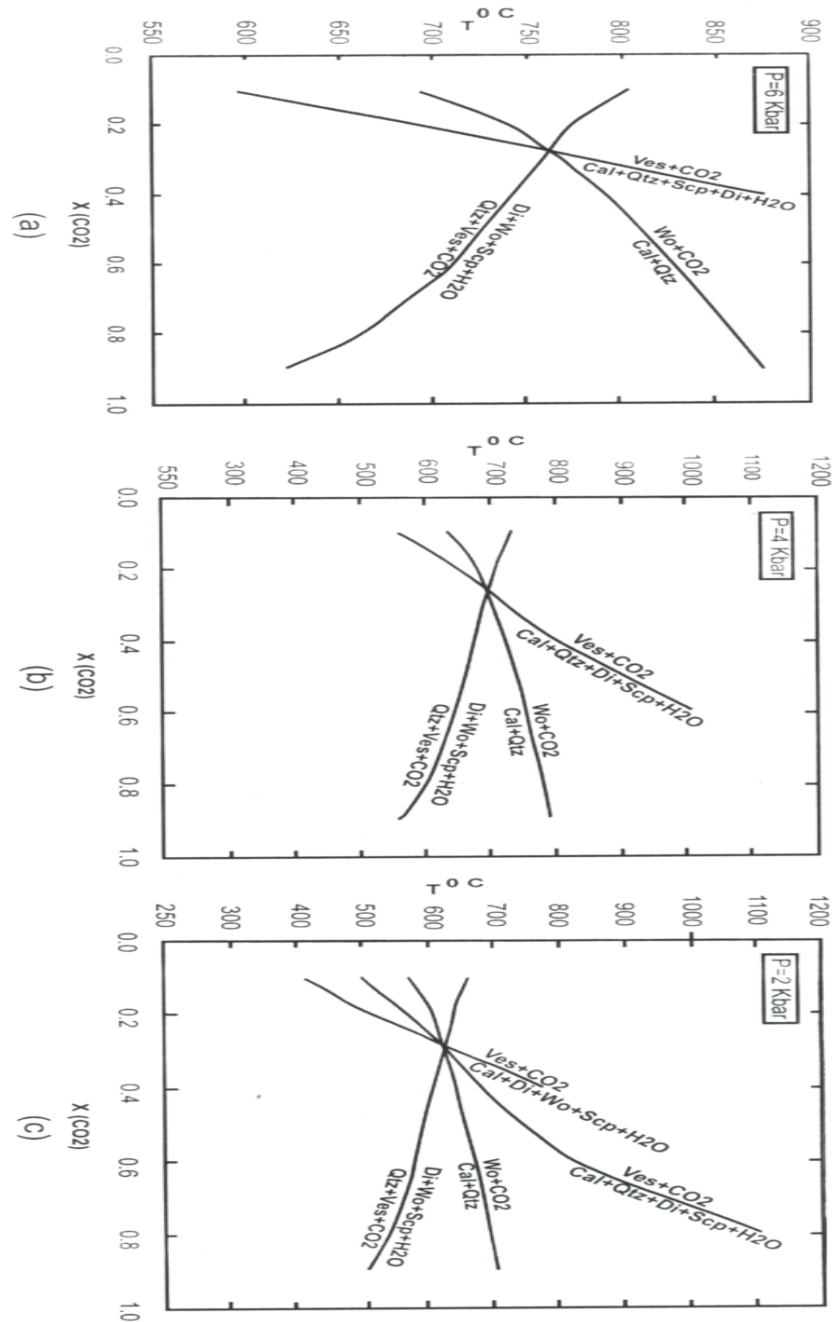 T °C
900
850
800
750
700
600
550
P=6 Kbar
Ves+CO2
Cal+Qtz+Scp+Di+H2O
Wo+CO2
Cal+Qtz
Di+Wo+Scp+H2O
Qtz+Ves+CO2
0.0 0.2 0.4 0.6 0.8 1.0
X (CO2)
(a)
T °C
1200
1100
1000
900
800
700
600
500
400
300
550
P=4 Kbar
Ves+CO2
Cal+Qtz+Di+Scp+H2O
Wo+CO2
Cal+Qtz
Di+Wo+Scp+H2O
Qtz+Ves+CO2
0.0 0.2 0.4 0.6 0.8 1.0
X (CO2)
(b)
T °C
1200
1100
1000
900
800
700
600
500
400
300
250
P=2 Kbar
Ves+CO2
Cal+Di+Wo+Scp+H2O
Ves+CO2
Cal+Qtz+Di+Scp+H2O
Wo+CO2
Cal+Qtz
Di+Wo+Scp+H2O
Qtz+Ves+CO2
0.0 0.2 0.4 0.6 0.8 1.0
X (CO2)
(c)